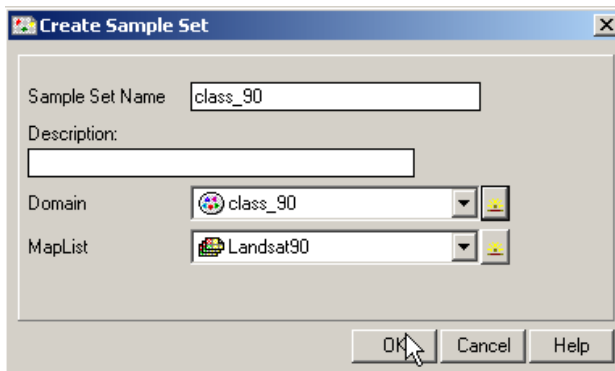 Create Sample Set
Sample Set Name class_90
Description:
Domain class_90
MapList Landsat90
OK Cancel Help